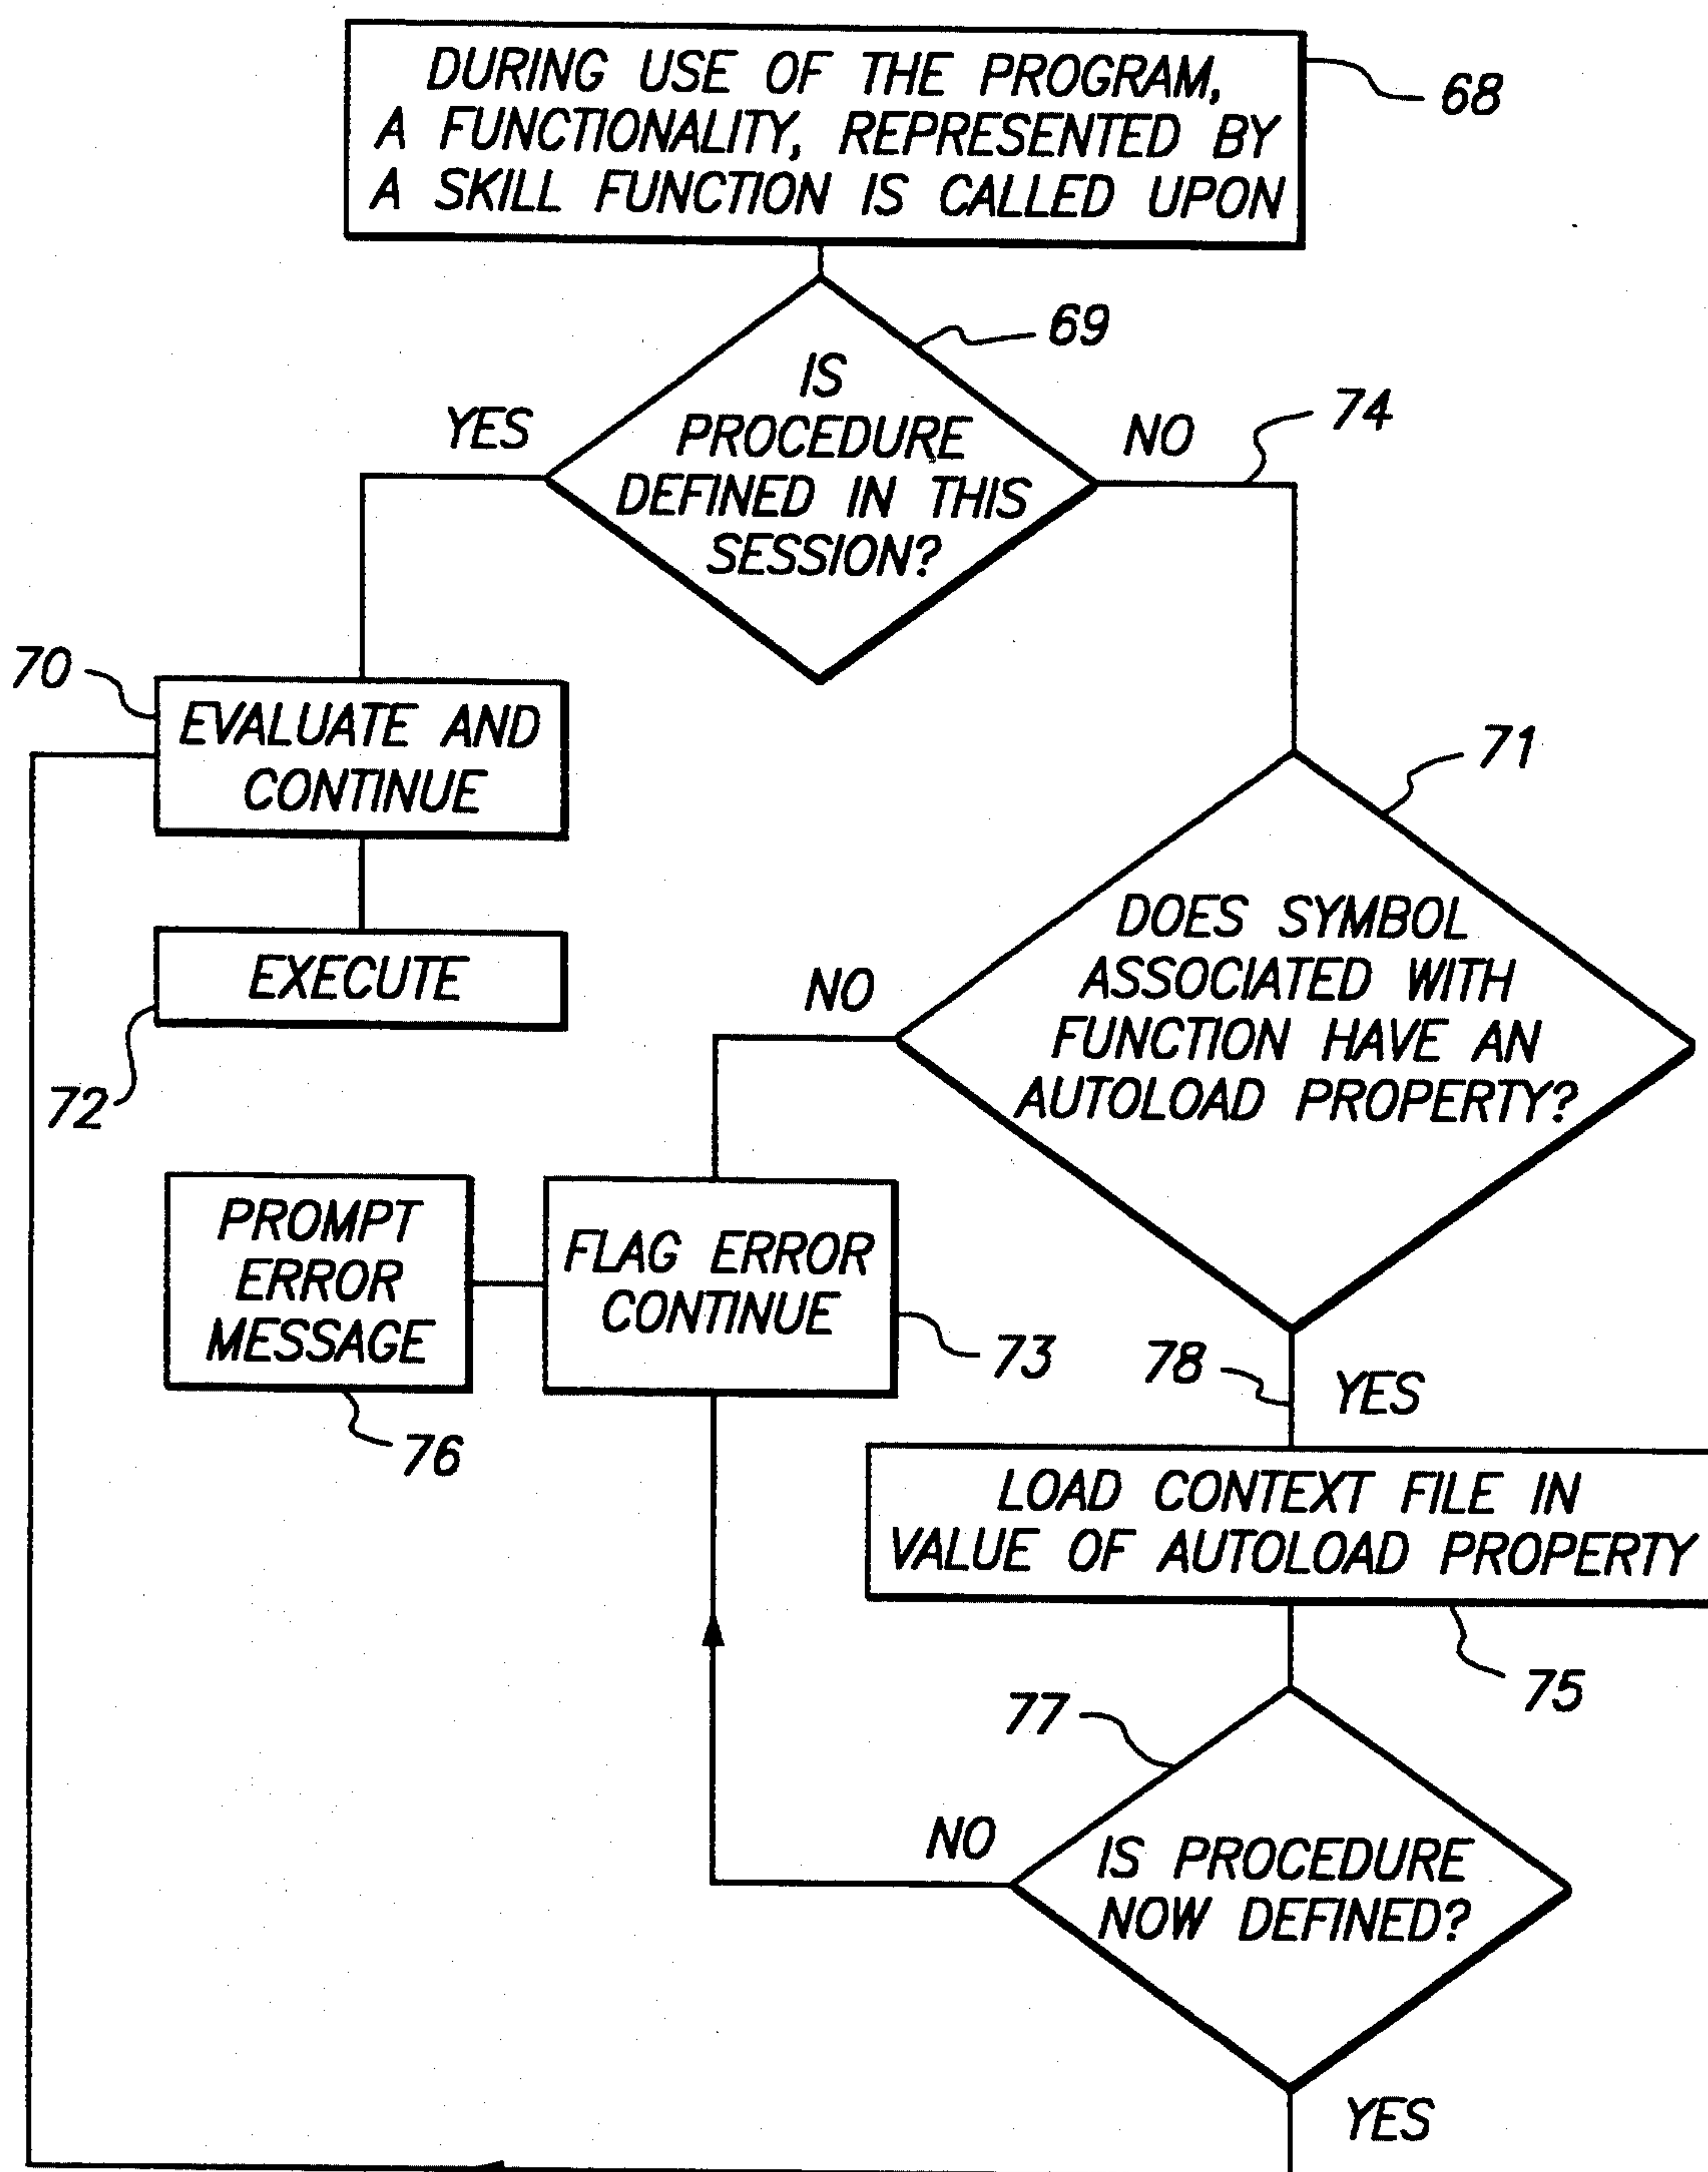 DURING USE OF THE PROGRAM,
A FUNCTIONALITY, REPRESENTED BY
A SKILL FUNCTION IS CALLED UPON
68
69
IS
PROCEDURE
DEFINED IN THIS
SESSION?
YES
NO
74
70
EVALUATE AND
CONTINUE
EXECUTE
72
71
DOES SYMBOL
ASSOCIATED WITH
FUNCTION HAVE AN
AUTOLOAD PROPERTY?
NO
PROMPT
ERROR
MESSAGE
76
FLAG ERROR
CONTINUE
73
78
YES
LOAD CONTEXT FILE IN
VALUE OF AUTOLOAD PROPERTY
75
77
NO
IS PROCEDURE
NOW DEFINED?
YES